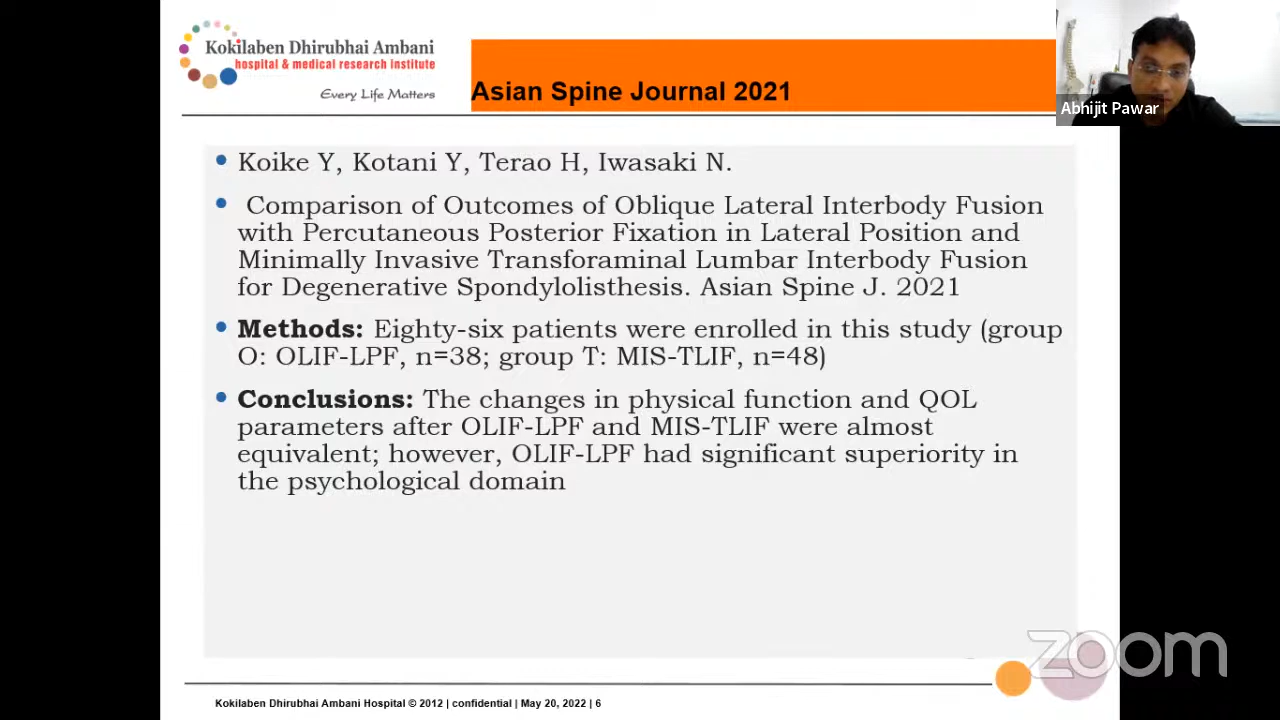 Kokilaben Dhirubhai Ambani
hospital & medical research institute
Every Life Matters
Asian Spine Journal 2021
Abhijit Pawar
• Koike Y, Kotani Y, Terao H, Iwasaki N.
• Comparison of Outcomes of Oblique Lateral Interbody Fusion
with Percutaneous Posterior Fixation in Lateral Position and
Minimally Invasive Transforaminal Lumbar Interbody Fusion
for Degenerative Spondylolisthesis. Asian Spine J. 2021
• Methods: Eighty-six patients were enrolled in this study (group
O: OLIF-LPF, n=38; group T: MIS-TLIF, n=48)
• Conclusions: The changes in physical function and QOL
parameters after OLIF-LPF and MIS-TLIF were almost
equivalent; however, OLIF-LPF had significant superiority in
the psychological domain
zoom
Kokilaben Dhirubhai Ambani Hospital © 2012 | confidential | May 20, 2022 | 6